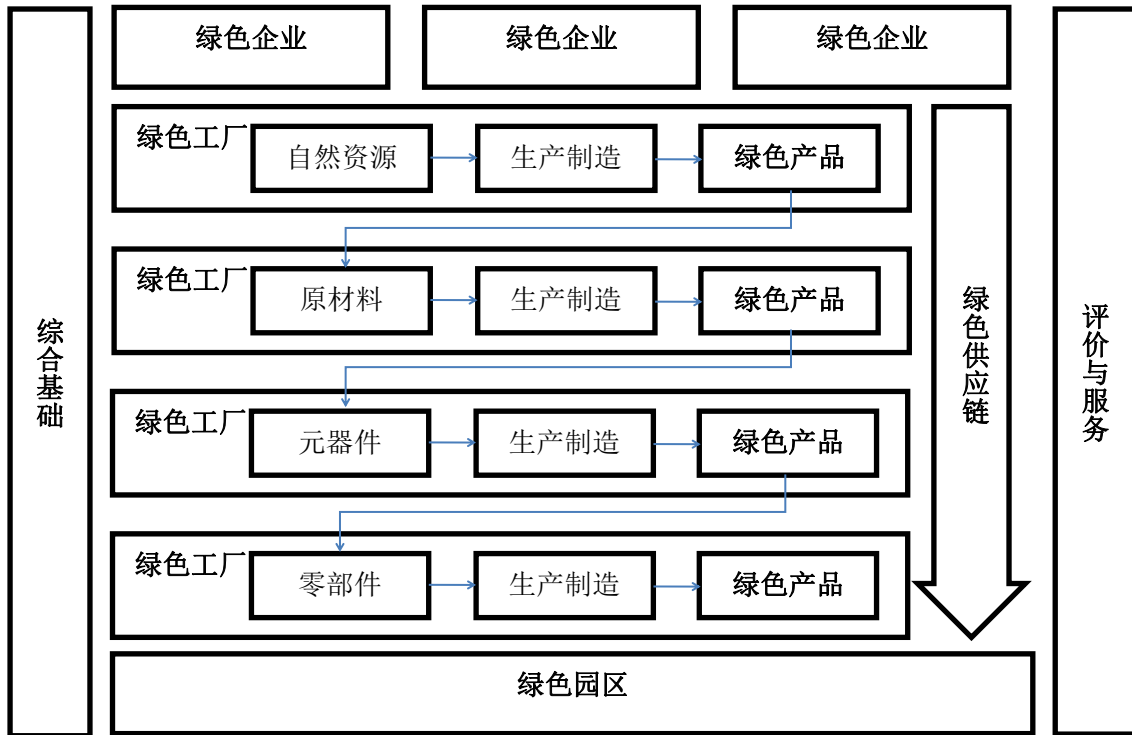 绿色企业
绿色企业
绿色企业
绿色工厂
自然资源
生产制造
绿色产品
绿色工厂
原材料
生产制造
绿色产品
绿色工厂
元器件
生产制造
绿色产品
绿色工厂
零部件
生产制造
绿色产品
绿色园区
综合基础
绿色供应链
评价与服务